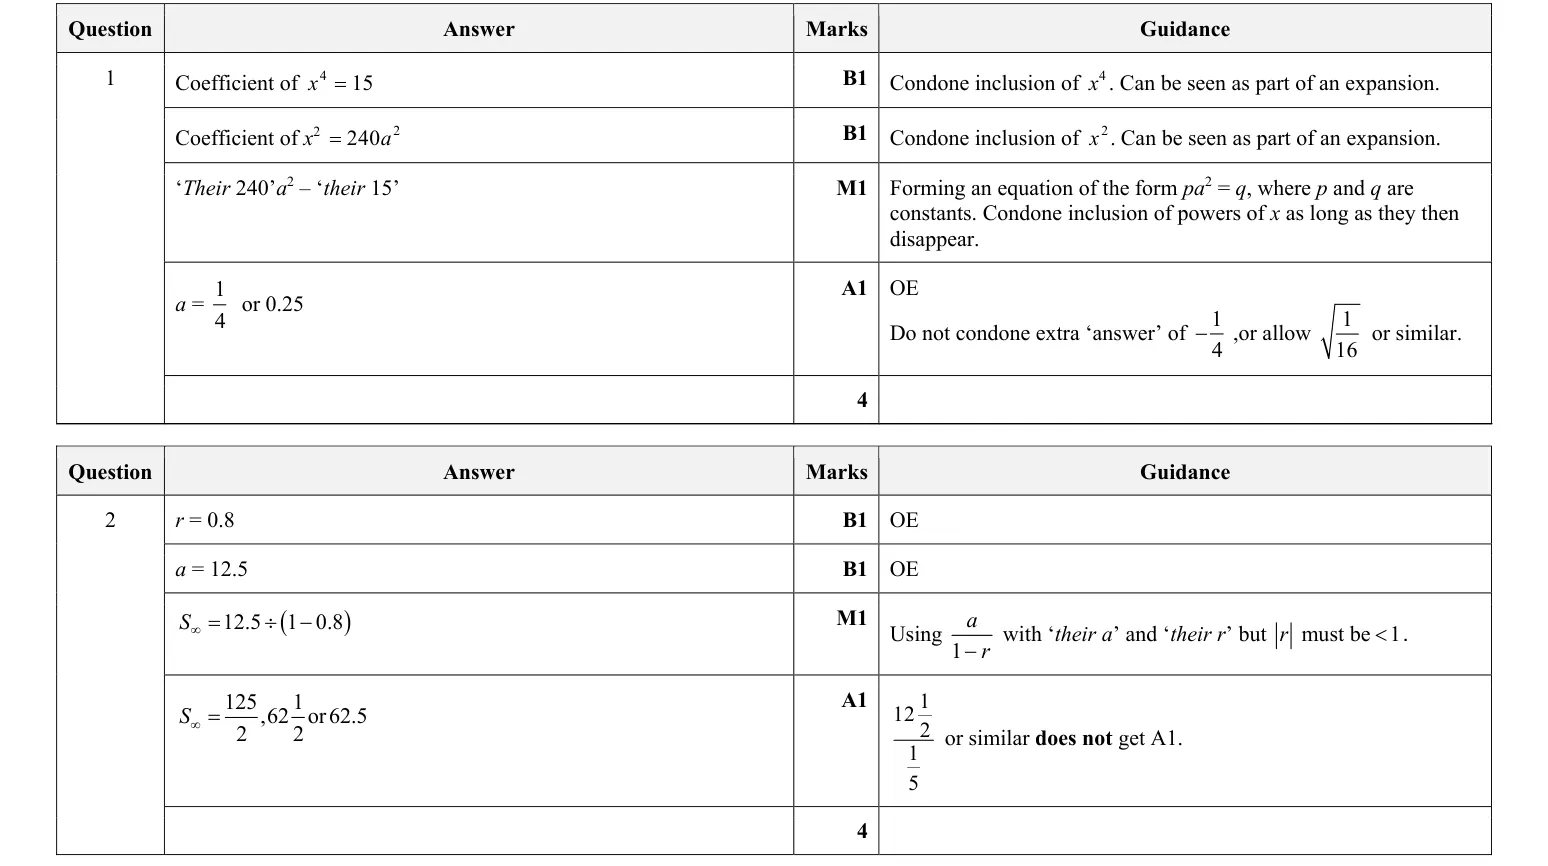 Question Answer Marks Guidance
1 Coefficient of x⁴ = 15 B1 Condone inclusion of x⁴. Can be seen as part of an expansion.
Coefficient of x² = 240a² B1 Condone inclusion of x². Can be seen as part of an expansion.
‘Their 240’a² – ‘their 15’ M1 Forming an equation of the form pa² = q, where p and q are
constants. Condone inclusion of powers of x as long as they then
disappear.
a = 1/4 or 0.25 A1 OE
Do not condone extra ‘answer’ of −1/4 ,or allow √(1/16) or similar.
4
Question Answer Marks Guidance
2 r = 0.8 B1 OE
a = 12.5 B1 OE
S∞ = 12.5 ÷ (1 − 0.8) M1 Using a/(1 − r) with ‘their a’ and ‘their r’ but |r| must be < 1.
S∞ = 125/2 , 62 1/2 or 62.5 A1 (12 1/2)/(1/5) or similar does not get A1.
4